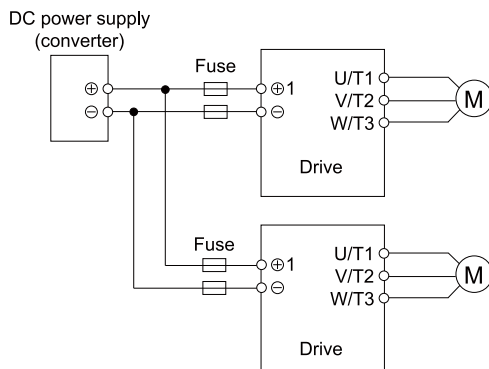 DC power supply
(converter)
⊕
⊖
Fuse
⊕1
⊖
U/T1
V/T2
W/T3
M
Drive
Fuse
⊕1
⊖
U/T1
V/T2
W/T3
M
Drive